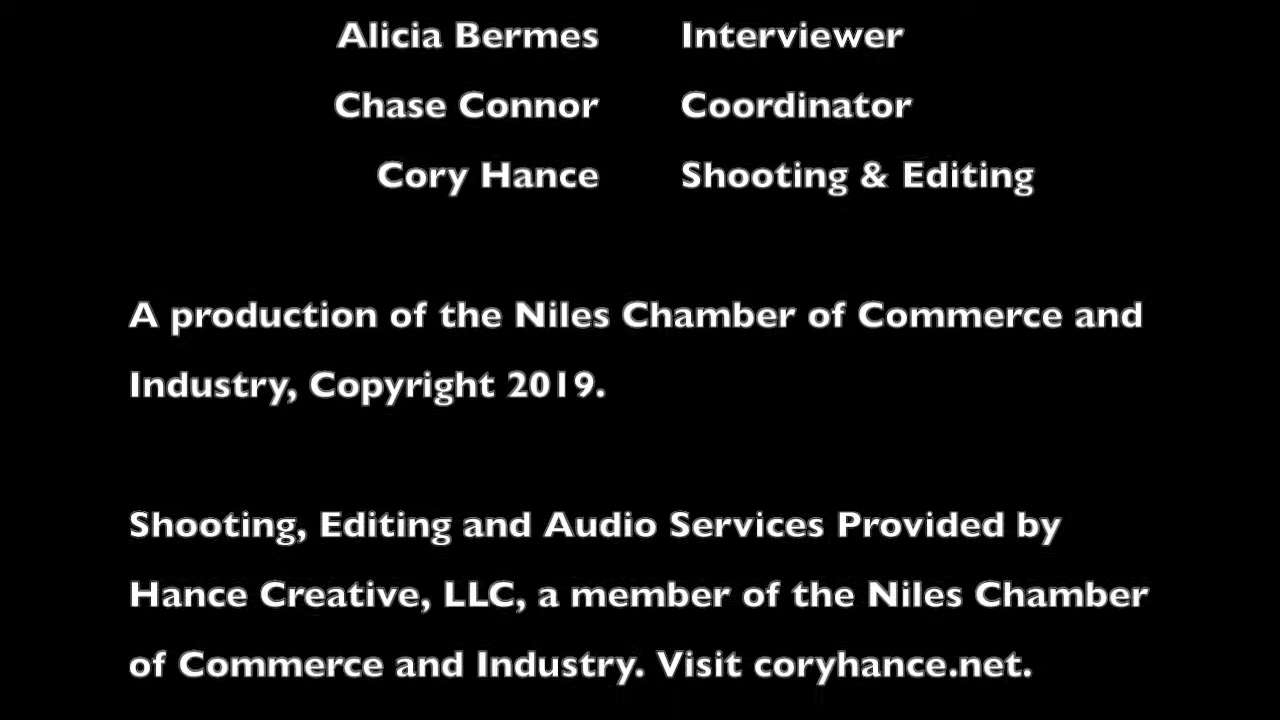 Alicia Bermes Interviewer
Chase Connor Coordinator
Cory Hance Shooting & Editing
A production of the Niles Chamber of Commerce and
Industry, Copyright 2019.
Shooting, Editing and Audio Services Provided by
Hance Creative, LLC, a member of the Niles Chamber
of Commerce and Industry. Visit coryhance.net.